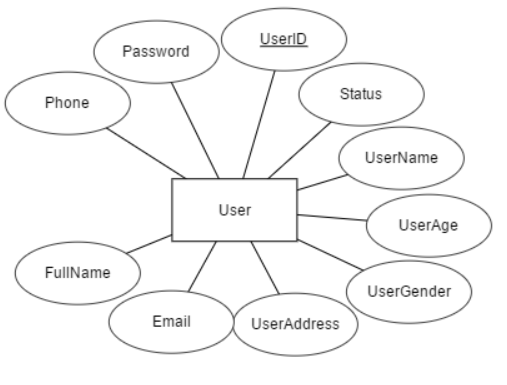 UserID
Password
Status
Phone
UserName
User
UserAge
FullName
UserGender
Email
UserAddress